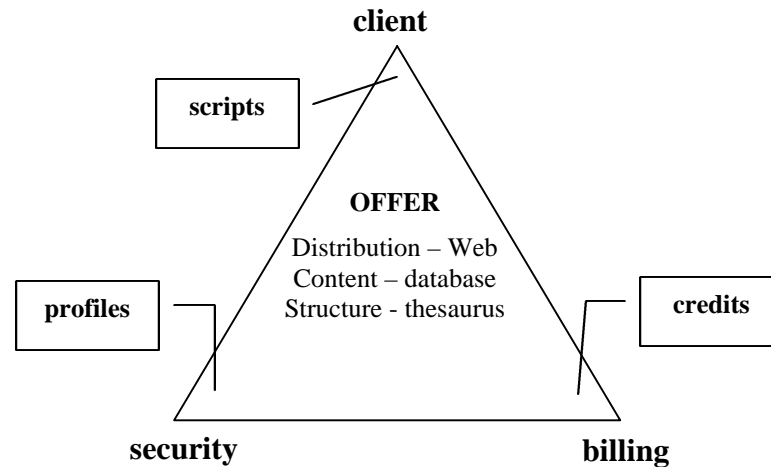 client
scripts
OFFER
Distribution – Web
Content – database
Structure - thesaurus
profiles
credits
security
billing